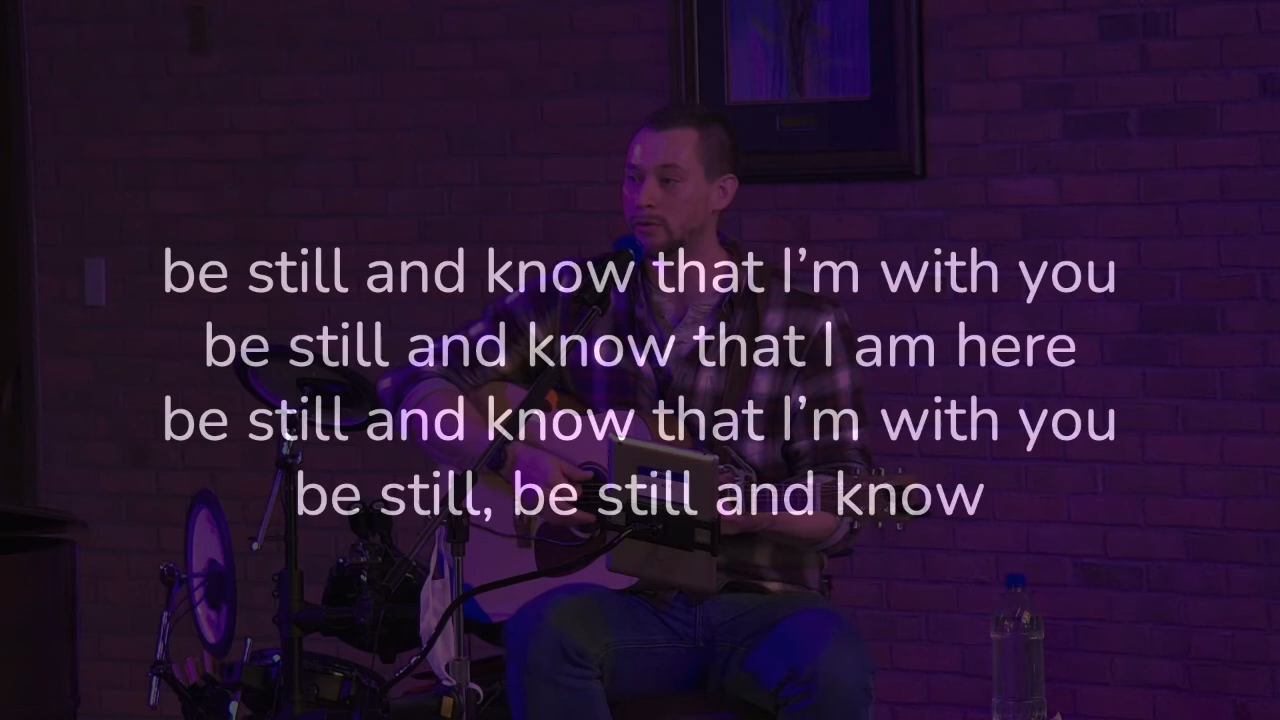 be still and know that I’m with you
be still and know that I am here
be still and know that I’m with you
be still, be still and know